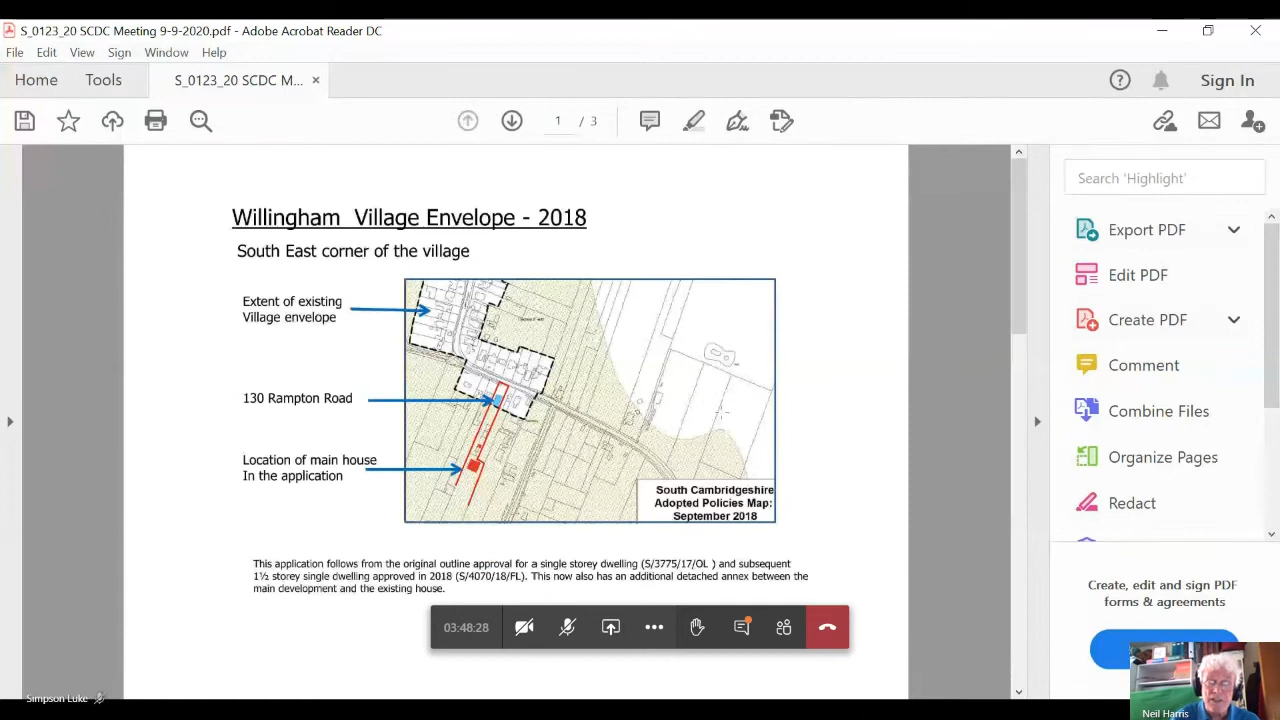 S_0123_20 SCDC Meeting 9-9-2020.pdf - Adobe Acrobat Reader DC
File Edit View Sign Window Help
Home Tools S_0123_20 SCDC M... × Sign In
1 / 3
Search 'Highlight'
Export PDF
Edit PDF
Create PDF
Comment
Combine Files
Organize Pages
Redact
Create, edit and sign PDF
forms & agreements
Willingham Village Envelope - 2018
South East corner of the village
Extent of existing
Village envelope
130 Rampton Road
Location of main house
In the application
South Cambridgeshire
Adopted Policies Map:
September 2018
This application follows from the original outline approval for a single storey dwelling (S/3775/17/OL ) and subsequent
1½ storey single dwelling approved in 2018 (S/4070/18/FL). This now also has an additional detached annex between the
main development and the existing house.
03:48:28
Simpson Luke
Neil Harris